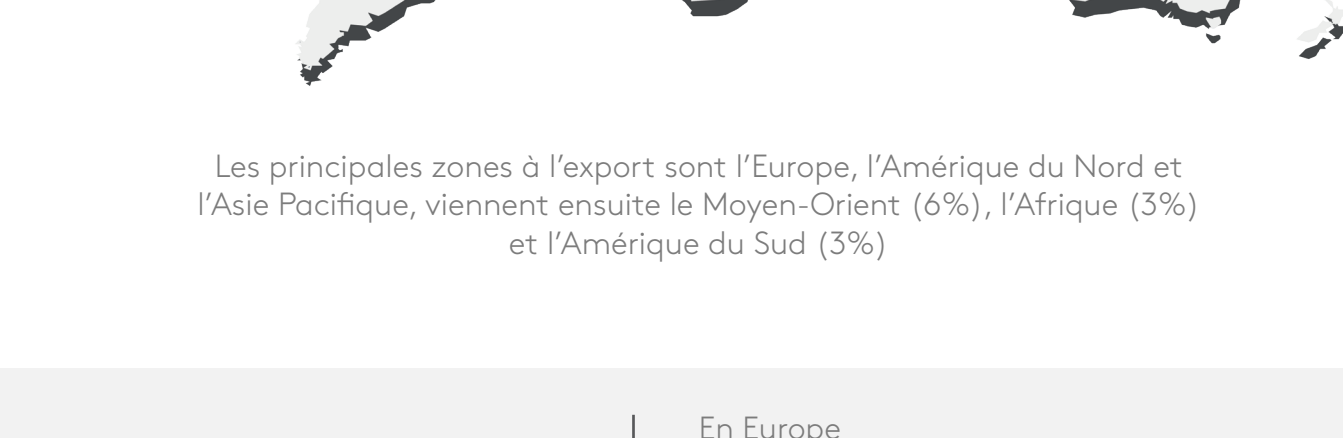 Les principales zones à l’export sont l’Europe, l’Amérique du Nord et
l’Asie Pacifique, viennent ensuite le Moyen-Orient (6%), l’Afrique (3%)
et l’Amérique du Sud (3%)
En Europe